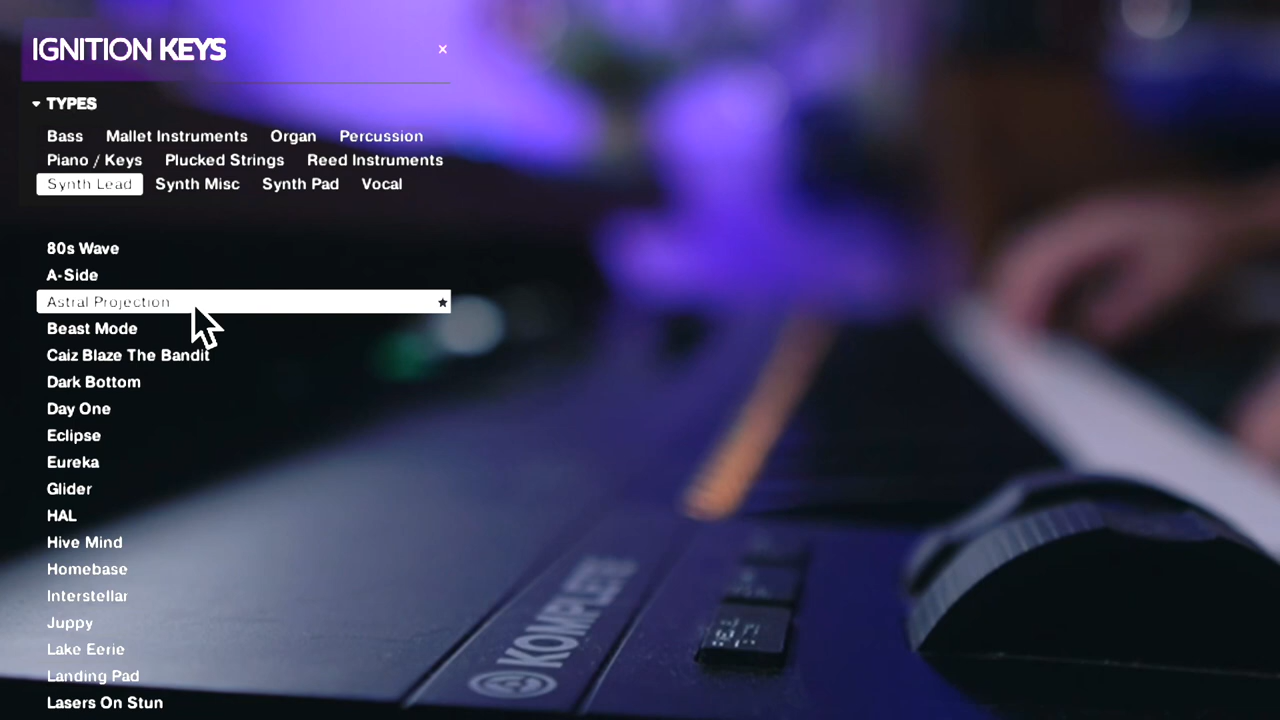 IGNITION KEYS
TYPES
Bass Mallet Instruments Organ Percussion
Piano / Keys Plucked Strings Reed Instruments
Synth Lead Synth Misc Synth Pad Vocal
80s Wave
A-Side
Astral Projection
Beast Mode
Caiz Blaze The Bandit
Dark Bottom
Day One
Eclipse
Eureka
Glider
HAL
Hive Mind
Homebase
Interstellar
Juppy
Lake Eerie
Landing Pad
Lasers On Stun
KOMPLETE